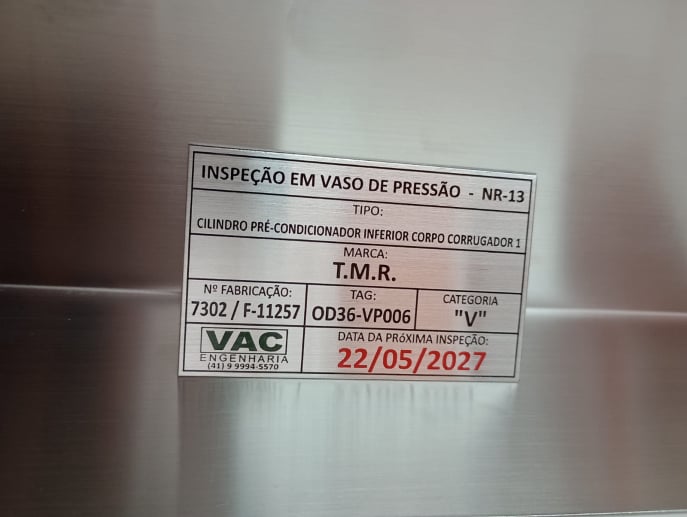 INSPEÇÃO EM VASO DE PRESSÃO - NR-13
TIPO:
CILINDRO PRÉ-CONDICIONADOR INFERIOR CORPO CORRUGADOR 1
MARCA:
T.M.R.
Nº FABRICAÇÃO:
7302 / F-11257
TAG:
OD36-VP006
CATEGORIA
"V"
VAC
ENGENHARIA
(41) 9 9994-5570
DATA DA PRÓXIMA INSPEÇÃO:
22/05/2027